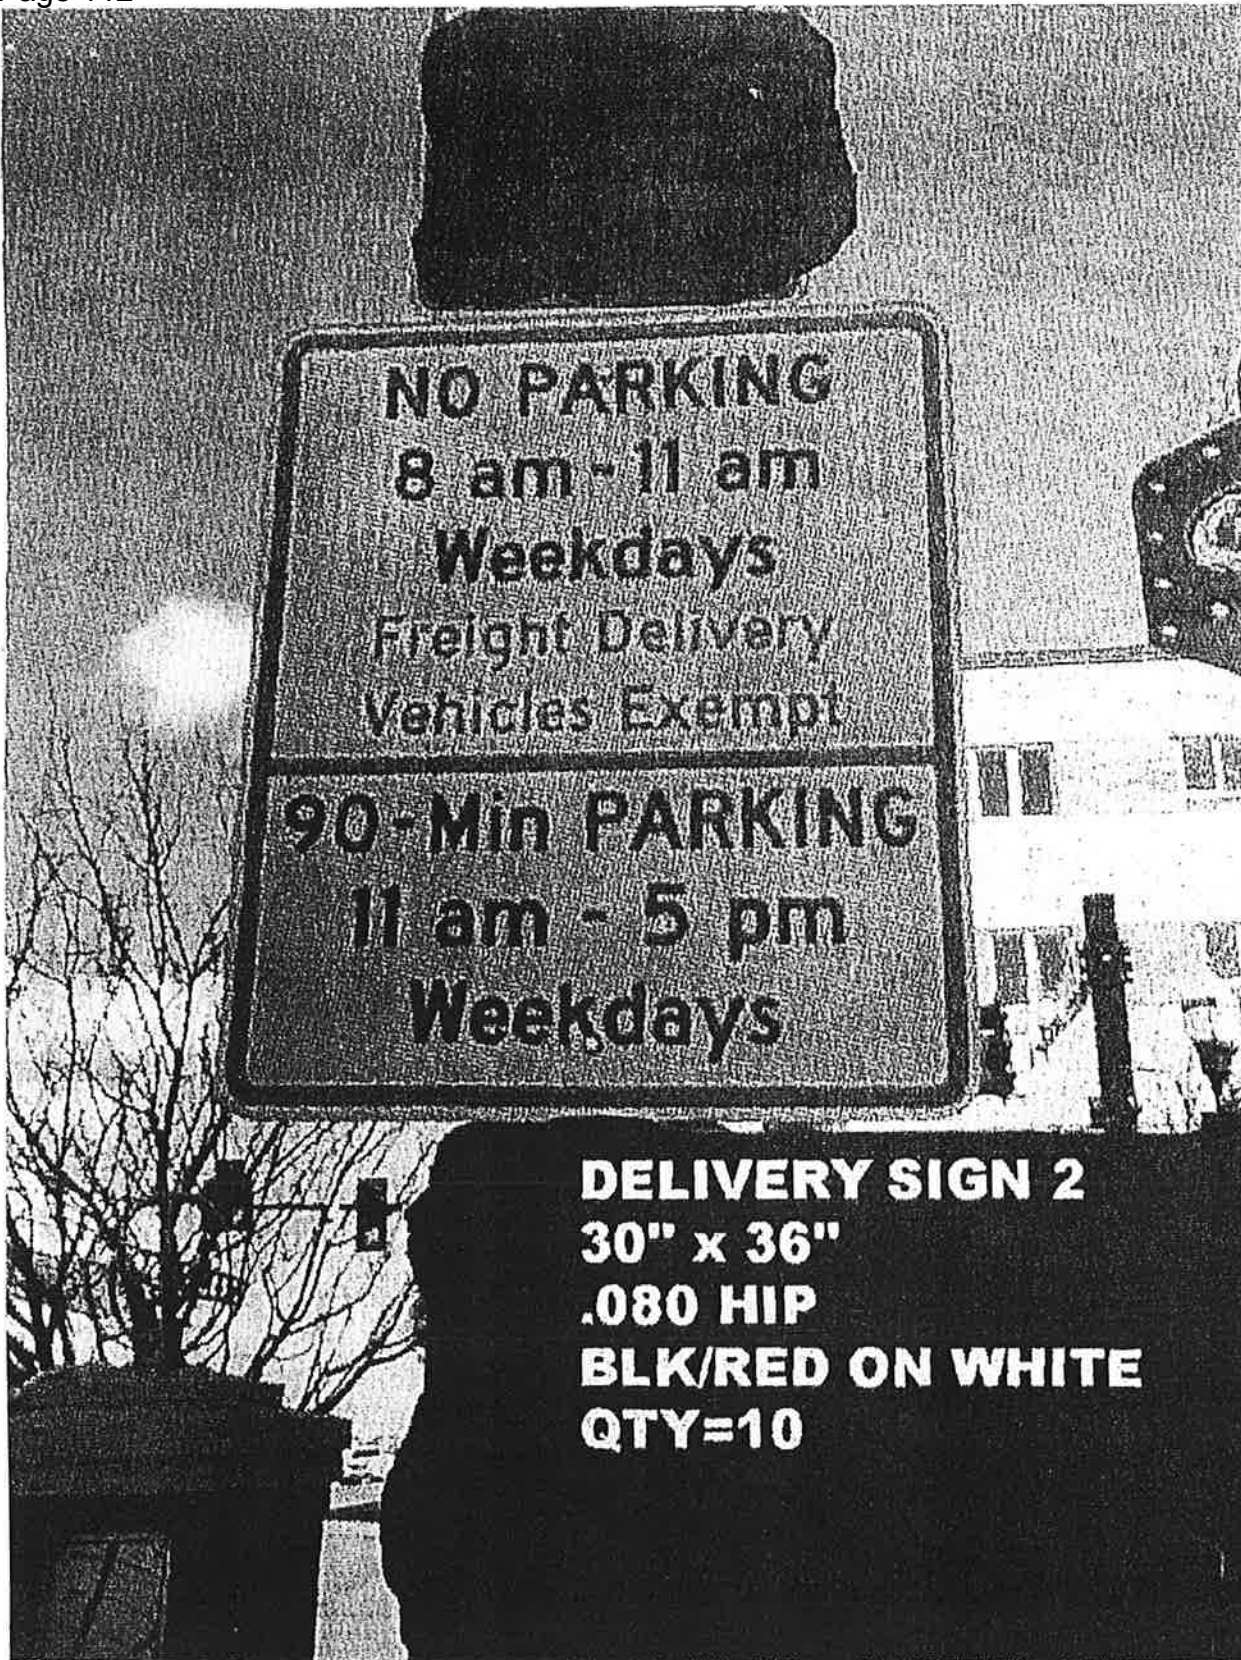 NO PARKING
8 am - 11 am
Weekdays
Freight Delivery
Vehicles Exempt
90-Min PARKING
11 am - 5 pm
Weekdays
DELIVERY SIGN 2
30" x 36"
.080 HIP
BLK/RED ON WHITE
QTY=10